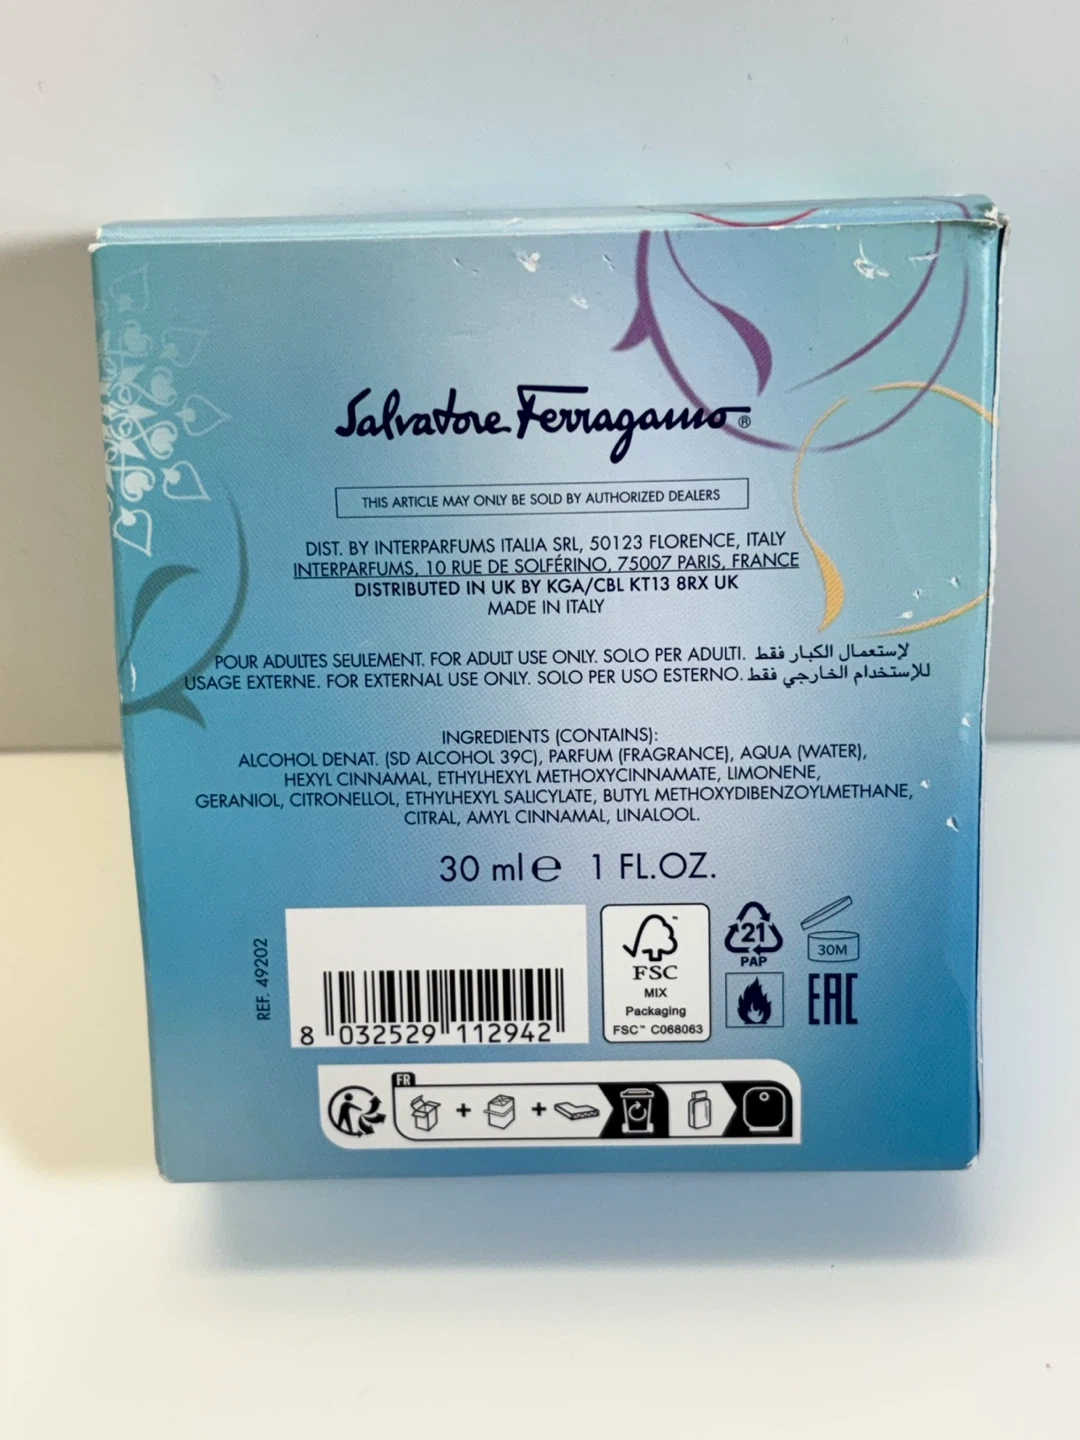 Salvatore Ferragamo®
THIS ARTICLE MAY ONLY BE SOLD BY AUTHORIZED DEALERS
DIST. BY INTERPARFUMS ITALIA SRL, 50123 FLORENCE, ITALY
INTERPARFUMS, 10 RUE DE SOLFÉRINO, 75007 PARIS, FRANCE
DISTRIBUTED IN UK BY KGA/CBL KT13 8RX UK
MADE IN ITALY
POUR ADULTES SEULEMENT. FOR ADULT USE ONLY. SOLO PER ADULTI. لإستعمال الكبار فقط
USAGE EXTERNE. FOR EXTERNAL USE ONLY. SOLO PER USO ESTERNO. للإستخدام الخارجي فقط
INGREDIENTS (CONTAINS):
ALCOHOL DENAT. (SD ALCOHOL 39C), PARFUM (FRAGRANCE), AQUA (WATER),
HEXYL CINNAMAL, ETHYLHEXYL METHOXYCINNAMATE, LIMONENE,
GERANIOL, CITRONELLOL, ETHYLHEXYL SALICYLATE, BUTYL METHOXYDIBENZOYLMETHANE,
CITRAL, AMYL CINNAMAL, LINALOOL.
30 ml ℮ 1 FL.OZ.
REF. 49202
8 032529 112942
FSC™
MIX
Packaging
FSC™ C068063
21
PAP
30M
EAC
FR